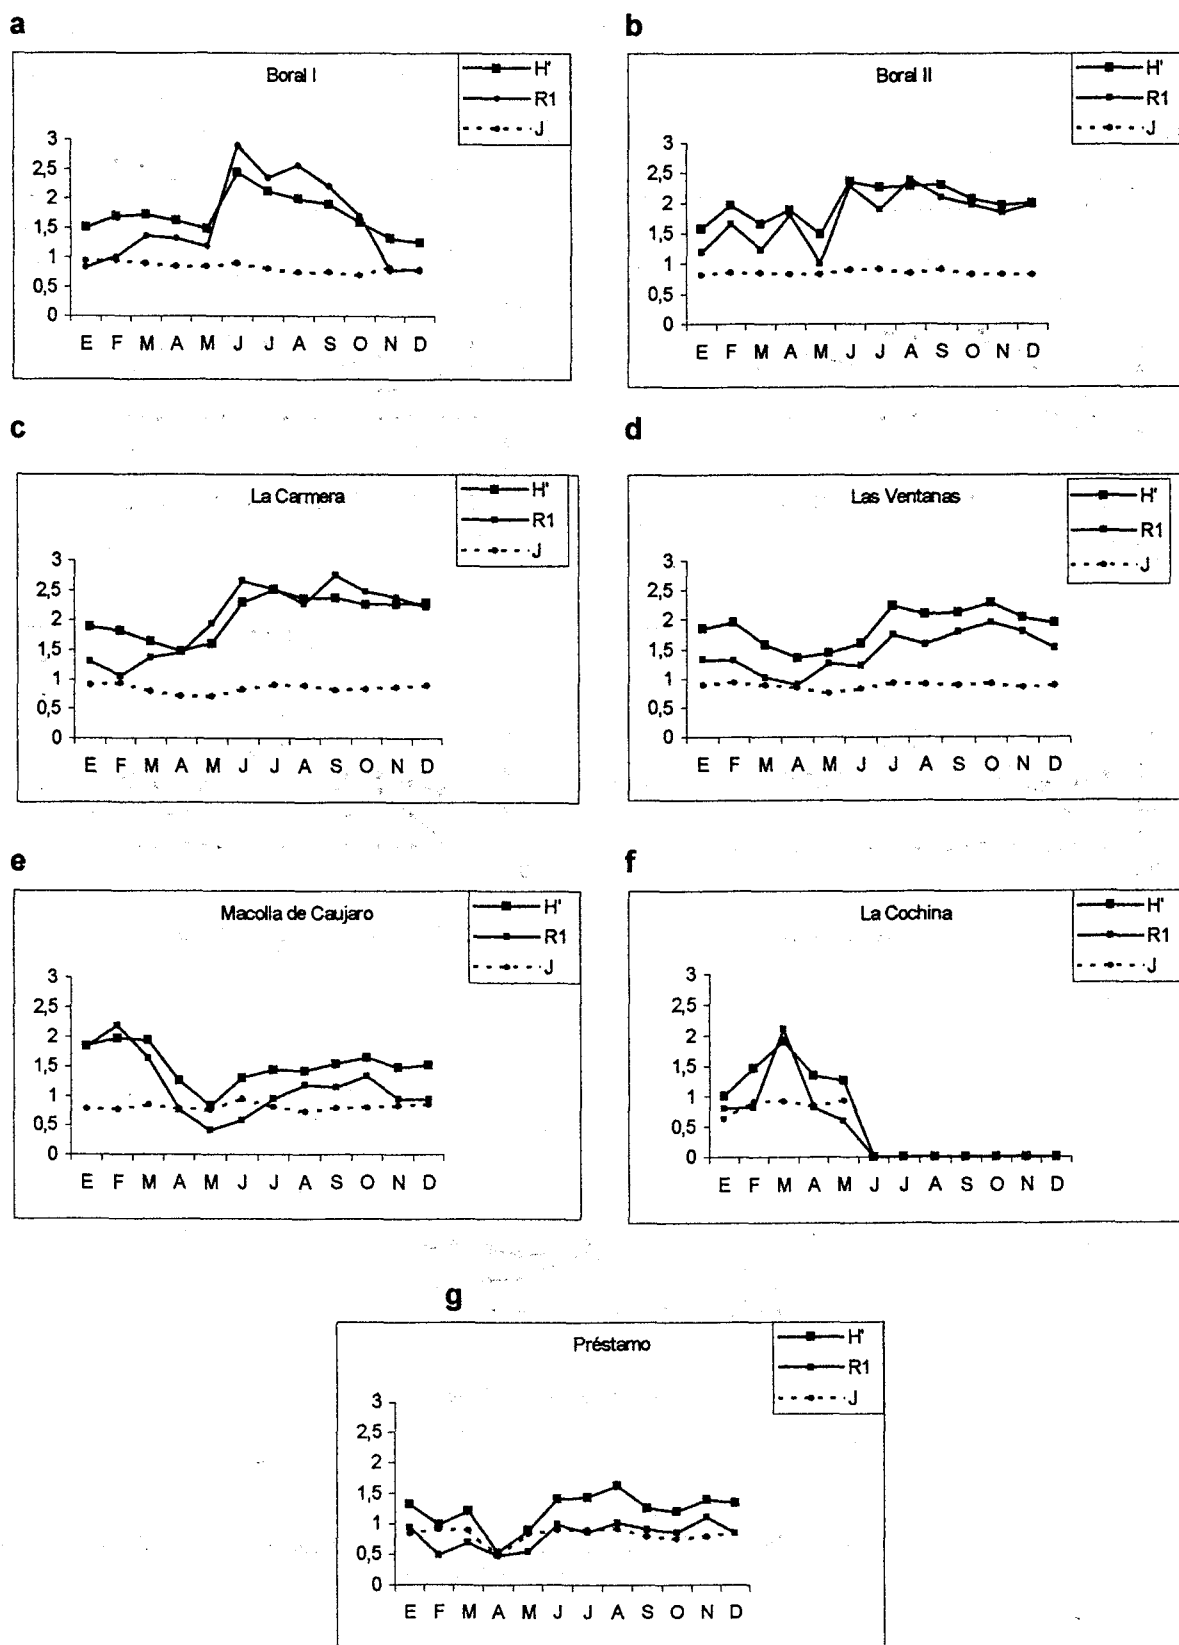 a
Boral I
H'
R1
J
3
2,5
2
1,5
1
0,5
0
E F M A M J J A S O N D
b
Boral II
H'
R1
J
3
2,5
2
1,5
1
0,5
0
E F M A M J J A S O N D
c
La Carmera
H'
R1
J
3
2,5
2
1,5
1
0,5
0
E F M A M J J A S O N D
d
Las Ventanas
H'
R1
J
3
2,5
2
1,5
1
0,5
0
E F M A M J J A S O N D
e
Macolla de Caujaro
H'
R1
J
3
2,5
2
1,5
1
0,5
0
E F M A M J J A S O N D
f
La Cochina
H'
R1
J
3
2,5
2
1,5
1
0,5
0
E F M A M J J A S O N D
g
Préstamo
H'
R1
J
3
2,5
2
1,5
1
0,5
0
E F M A M J J A S O N D